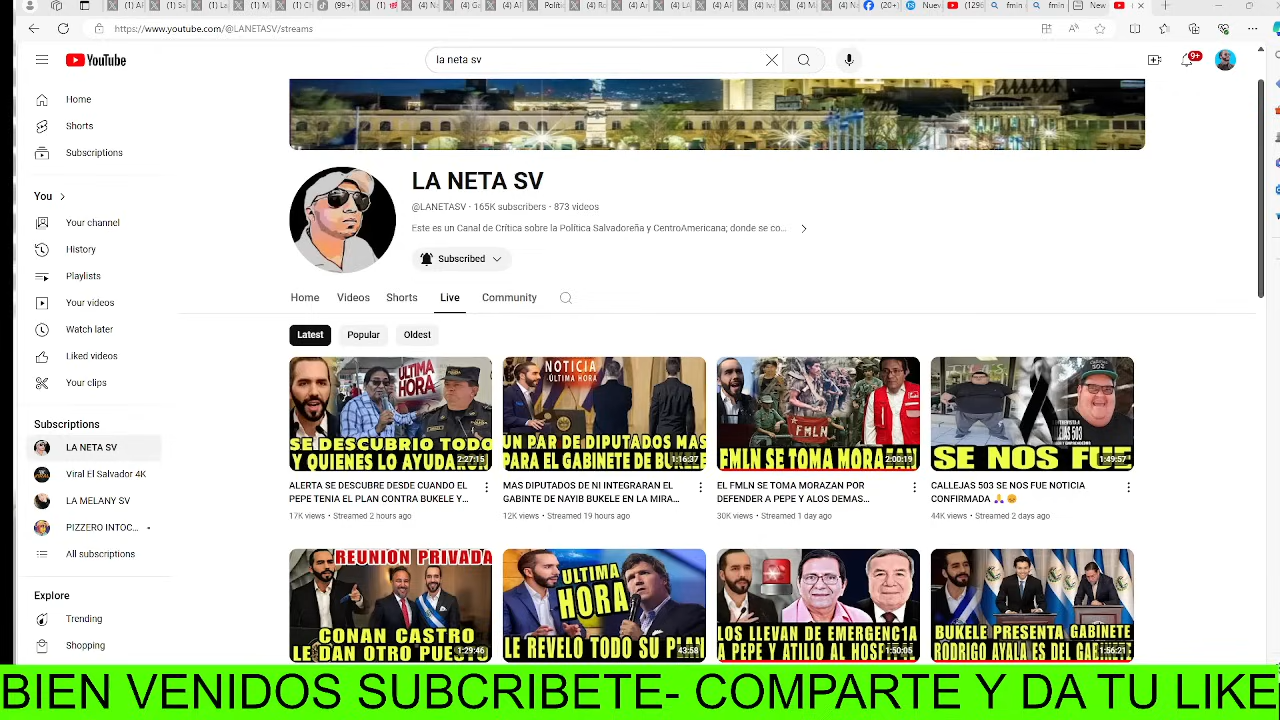 https://www.youtube.com/@LANETASV/streams
YouTube
la neta sv
9+
Home
Shorts
Subscriptions
You
Your channel
History
Playlists
Your videos
Watch later
Liked videos
Your clips
Subscriptions
LA NETA SV
Viral El Salvador 4K
LA MELANY SV
PIZZERO INTOC...
All subscriptions
Explore
Trending
Shopping
LA NETA SV
@LANETASV · 165K subscribers · 873 videos
Este es un Canal de Crítica sobre la Política Salvadoreña y CentroAmericana; donde se co...
Subscribed
Home Videos Shorts Live Community
Latest Popular Oldest
ULTIMA
HORA
SE DESCUBRIO TODO
Y QUIENES LO AYUDARON
2:27:15
ALERTA SE DESCUBRE DESDE CUANDO EL
PEPE TENIA EL PLAN CONTRA BUKELE Y...
17K views · Streamed 2 hours ago
NOTICIA
ÚLTIMA HORA
UN PAR DE DIPUTADOS MAS
PARA EL GABINETE DE BUKELE
1:16:37
MAS DIPUTADOS DE NI INTEGRARAN EL
GABINTE DE NAYIB BUKELE EN LA MIRA...
12K views · Streamed 19 hours ago
FMLN
FMLN SE TOMA MORAZAN
2:00:19
EL FMLN SE TOMA MORAZAN POR
DEFENDER A PEPE Y ALOS DEMAS...
30K views · Streamed 1 day ago
SE NOS FUE
1:49:57
CALLEJAS 503 SE NOS FUE NOTICIA
CONFIRMADA 🙏😢
44K views · Streamed 2 days ago
REUNION PRIVADA
CONAN CASTRO
LE DAN OTRO PUESTO
1:29:46
ULTIMA
HORA
LE REVELO TODO SU PLAN
43:58
LOS LLEVAN DE EMERGENC1A
A PEPE Y ATILIO AL HOSPITAL
1:50:05
BUKELE PRESENTA GABINETE
RODRIGO AYALA ES DEL GABINETE
1:56:21
BIEN VENIDOS SUBCRIBETE- COMPARTE Y DA TU LIKE